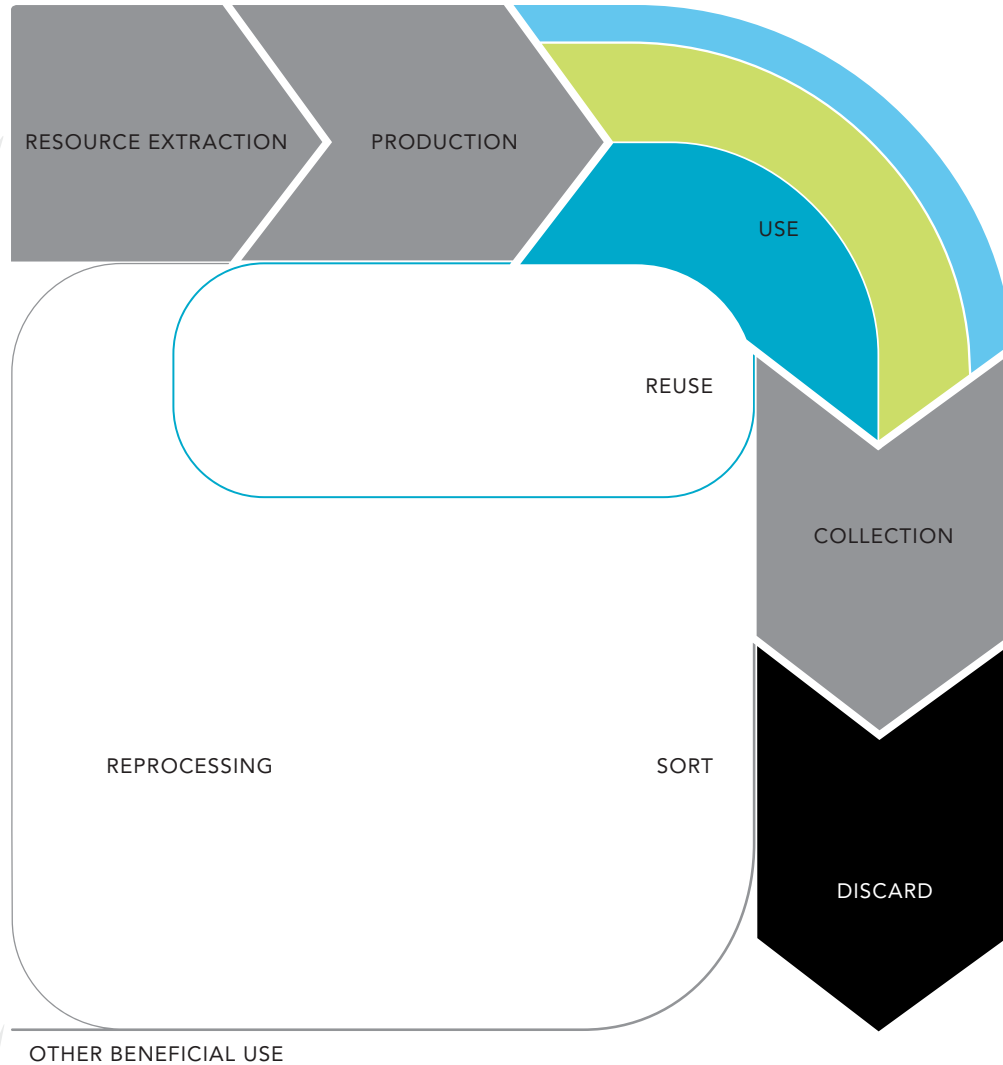 RESOURCE EXTRACTION
PRODUCTION
USE
REUSE
COLLECTION
REPROCESSING
SORT
DISCARD
OTHER BENEFICIAL USE